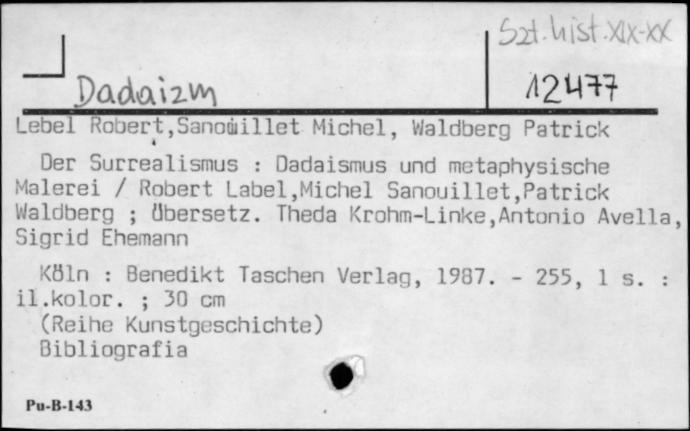 Szt. hist. XIX-XX
Dadaizm
12477
Lebel Robert,Sanouillet Michel, Waldberg Patrick
Der Surrealismus : Dadaismus und metaphysische
Malerei / Robert Label,Michel Sanouillet,Patrick
Waldberg ; Übersetz. Theda Krohm-Linke,Antonio Avella,
Sigrid Ehemann
Köln : Benedikt Taschen Verlag, 1987. - 255, 1 s. :
il.kolor. ; 30 cm
(Reihe Kunstgeschichte)
Bibliografia
Pu-B-143